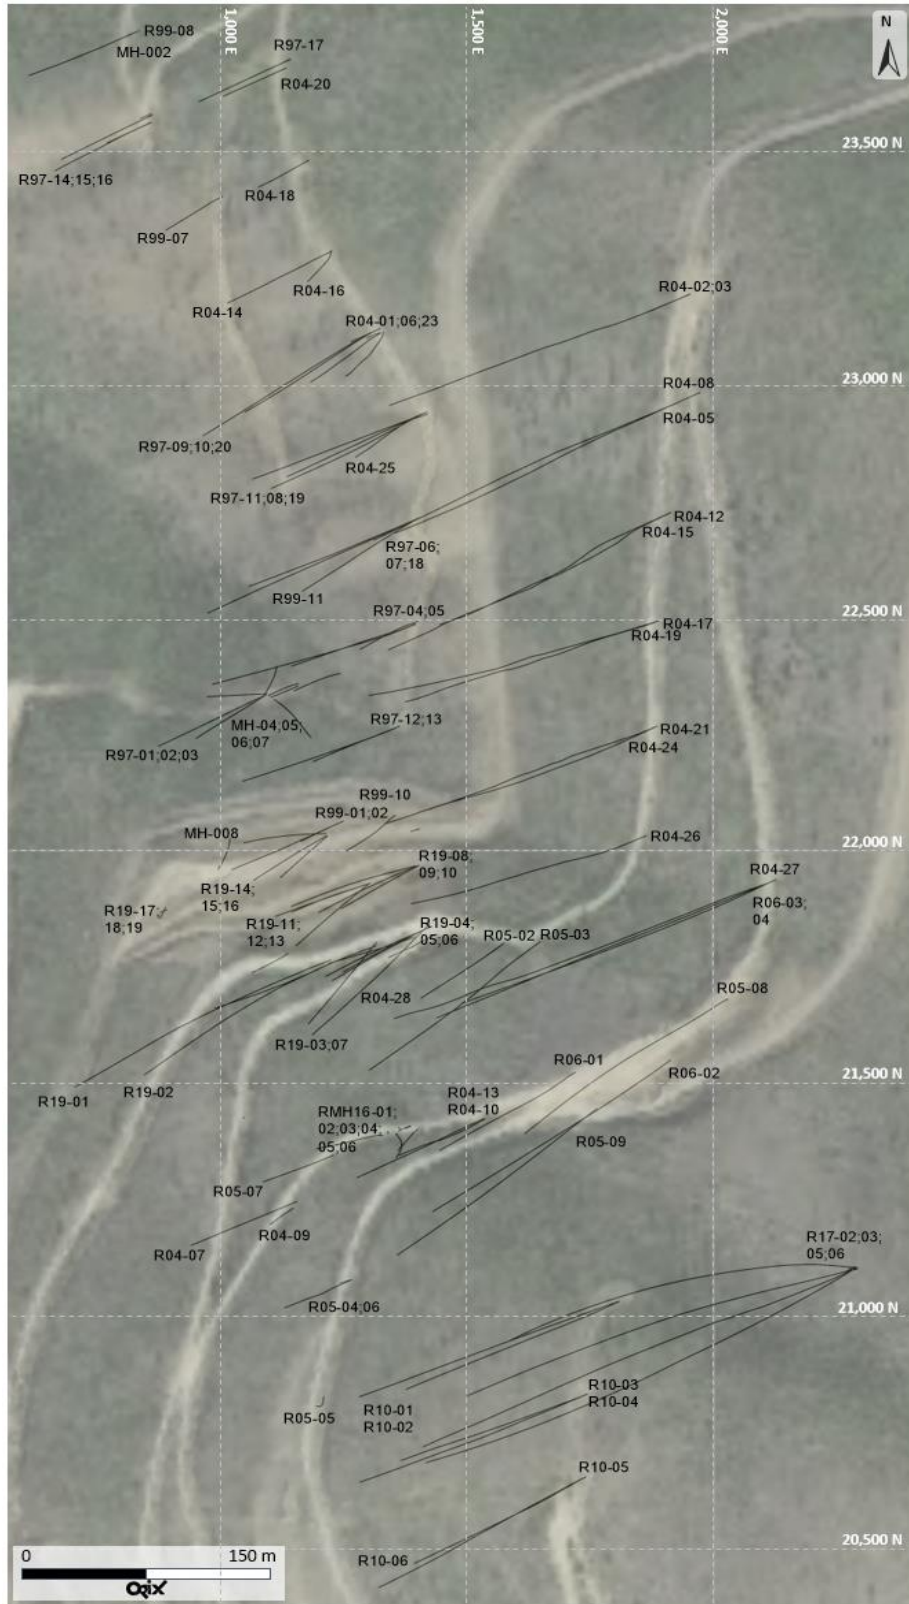 1,000 E
1,500 E
2,000 E
N
R99-08
MH-002
R97-17
R04-20
23,500 N
R97-14;15;16
R04-18
R99-07
R04-02;03
R04-16
R04-14
R04-01;06;23
23,000 N
R04-08
R04-05
R97-09;10;20
R04-25
R97-11;08;19
R04-12
R04-15
R97-06;
07;18
R99-11
R97-04;05
22,500 N
R04-17
R04-19
R97-12;13
MH-04;05;
06;07
R97-01;02;03
R04-21
R04-24
R99-10
R99-01;02
MH-008
22,000 N
R04-26
R19-08;
09;10
R04-27
R19-14;
15;16
R06-03;
04
R19-17;
18;19
R19-11;
12;13
R19-04;
05;06
R05-02
R05-03
R05-08
R04-28
R19-03;07
R06-01
R06-02
21,500 N
R19-02
R19-01
R04-13
R04-10
RMH16-01;
02;03;04;
05;06
R05-09
R05-07
R04-09
R04-07
R17-02;03;
05;06
R05-04;06
21,000 N
R10-03
R10-04
R10-01
R10-02
R05-05
R10-05
20,500 N
R10-06
0
150 m
Orix